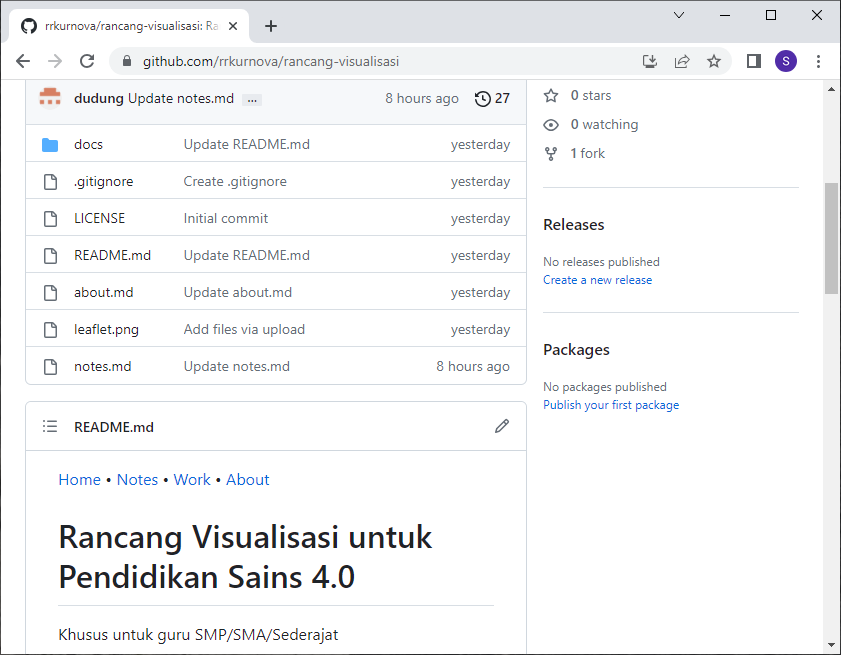 rrkurnova/rancang-visualisasi: Ra
github.com/rrkurnova/rancang-visualisasi
S
dudung Update notes.md ... 8 hours ago 27
docs Update README.md yesterday
.gitignore Create .gitignore yesterday
LICENSE Initial commit yesterday
README.md Update README.md yesterday
about.md Update about.md yesterday
leaflet.png Add files via upload yesterday
notes.md Update notes.md 8 hours ago
README.md
Home • Notes • Work • About
Rancang Visualisasi untuk
Pendidikan Sains 4.0
Khusus untuk guru SMP/SMA/Sederajat
0 stars
0 watching
1 fork
Releases
No releases published
Create a new release
Packages
No packages published
Publish your first package